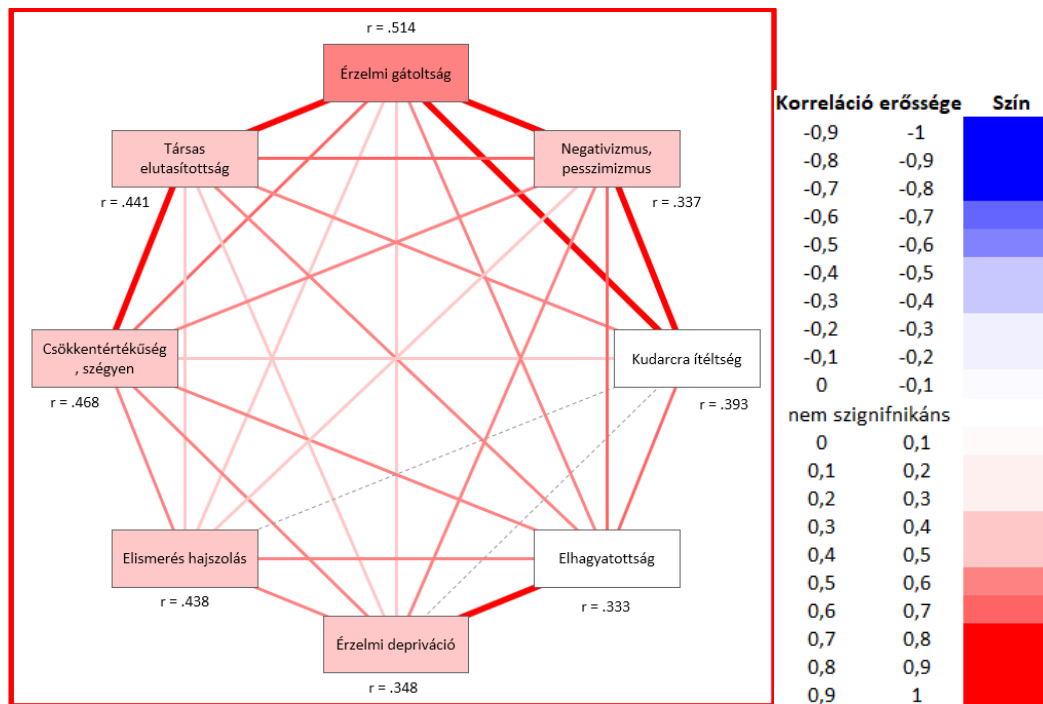 r = .514
Érzelmi gátoltság
Társas
elutasítottság
r = .441
Negativizmus,
pesszimizmus
r = .337
Csökkentértékűség
, szégyen
r = .468
Kudarcra ítéltség
r = .393
Elismerés hajszolás
r = .438
Elhagyatottság
r = .333
Érzelmi depriváció
r = .348
Korreláció erőssége Szín
-0,9 -1
-0,8 -0,9
-0,7 -0,8
-0,6 -0,7
-0,5 -0,6
-0,4 -0,5
-0,3 -0,4
-0,2 -0,3
-0,1 -0,2
0 -0,1
nem szignifnikáns
0 0,1
0,1 0,2
0,2 0,3
0,3 0,4
0,4 0,5
0,5 0,6
0,6 0,7
0,7 0,8
0,8 0,9
0,9 1